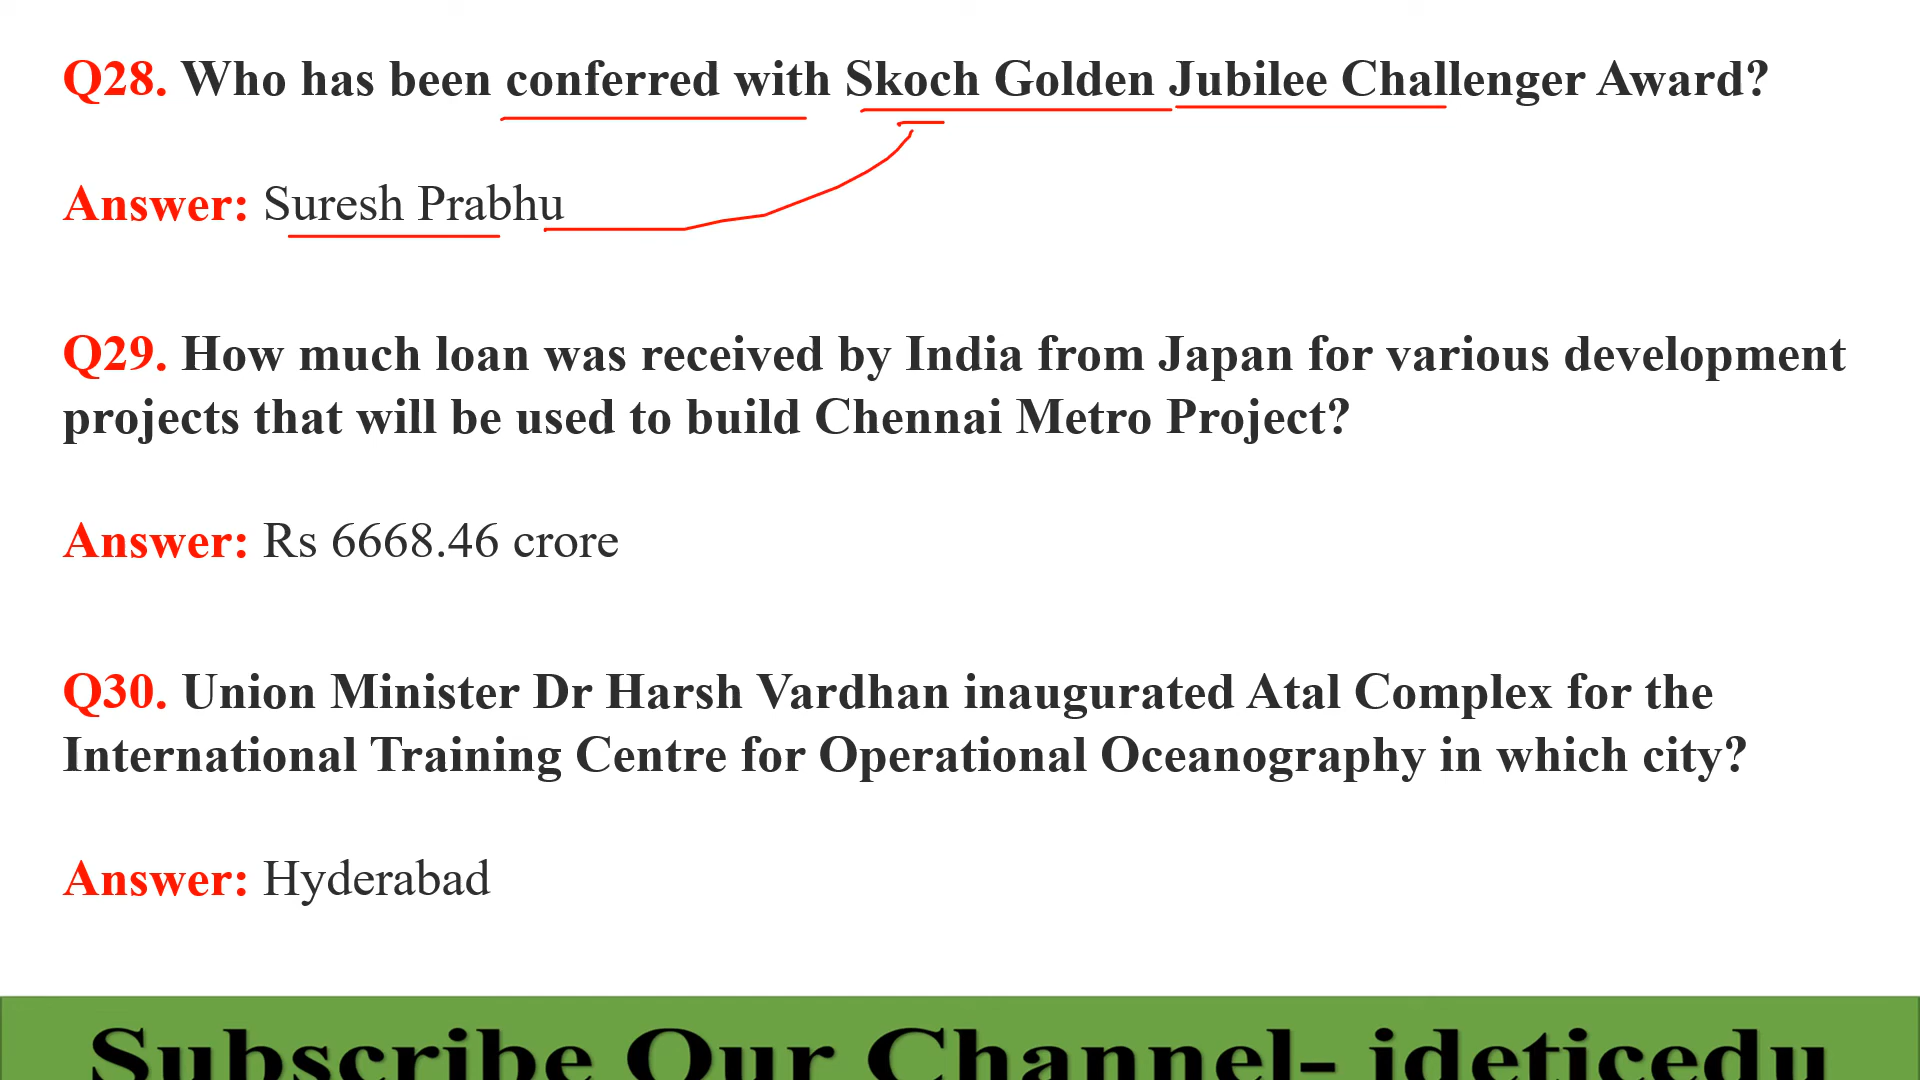 Q28. Who has been conferred with Skoch Golden Jubilee Challenger Award?
Answer: Suresh Prabhu
Q29. How much loan was received by India from Japan for various development
projects that will be used to build Chennai Metro Project?
Answer: Rs 6668.46 crore
Q30. Union Minister Dr Harsh Vardhan inaugurated Atal Complex for the
International Training Centre for Operational Oceanography in which city?
Answer: Hyderabad
Subscribe Our Channel- ideticedu